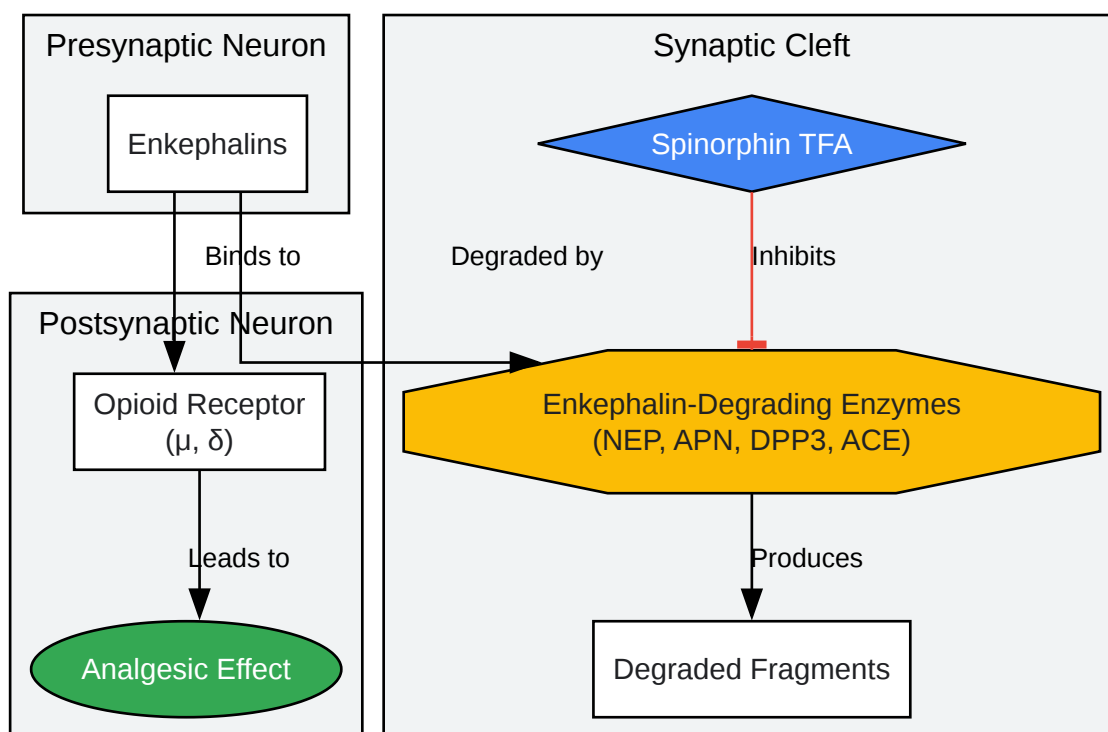 Presynaptic Neuron
Enkephalins
Synaptic Cleft
Spinorphin TFA
Binds to
Degraded by
Inhibits
Postsynaptic Neuron
Opioid Receptor
(μ, δ)
Enkephalin-Degrading Enzymes
(NEP, APN, DPP3, ACE)
Leads to
Produces
Analgesic Effect
Degraded Fragments